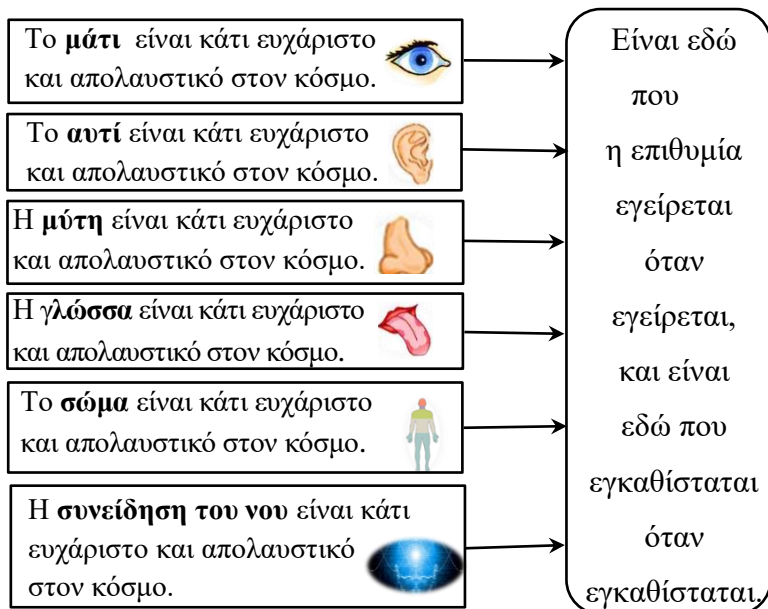 Το μάτι είναι κάτι ευχάριστο
και απολαυστικό στον κόσμο.
Το αυτί είναι κάτι ευχάριστο
και απολαυστικό στον κόσμο.
Η μύτη είναι κάτι ευχάριστο
και απολαυστικό στον κόσμο.
Η γλώσσα είναι κάτι ευχάριστο
και απολαυστικό στον κόσμο.
Το σώμα είναι κάτι ευχάριστο
και απολαυστικό στον κόσμο.
Η συνείδηση του νου είναι κάτι
ευχάριστο και απολαυστικό
στον κόσμο.
Είναι εδώ
που
η επιθυμία
εγείρεται
όταν
εγείρεται,
και είναι
εδώ που
εγκαθίσταται
όταν
εγκαθίσταται.